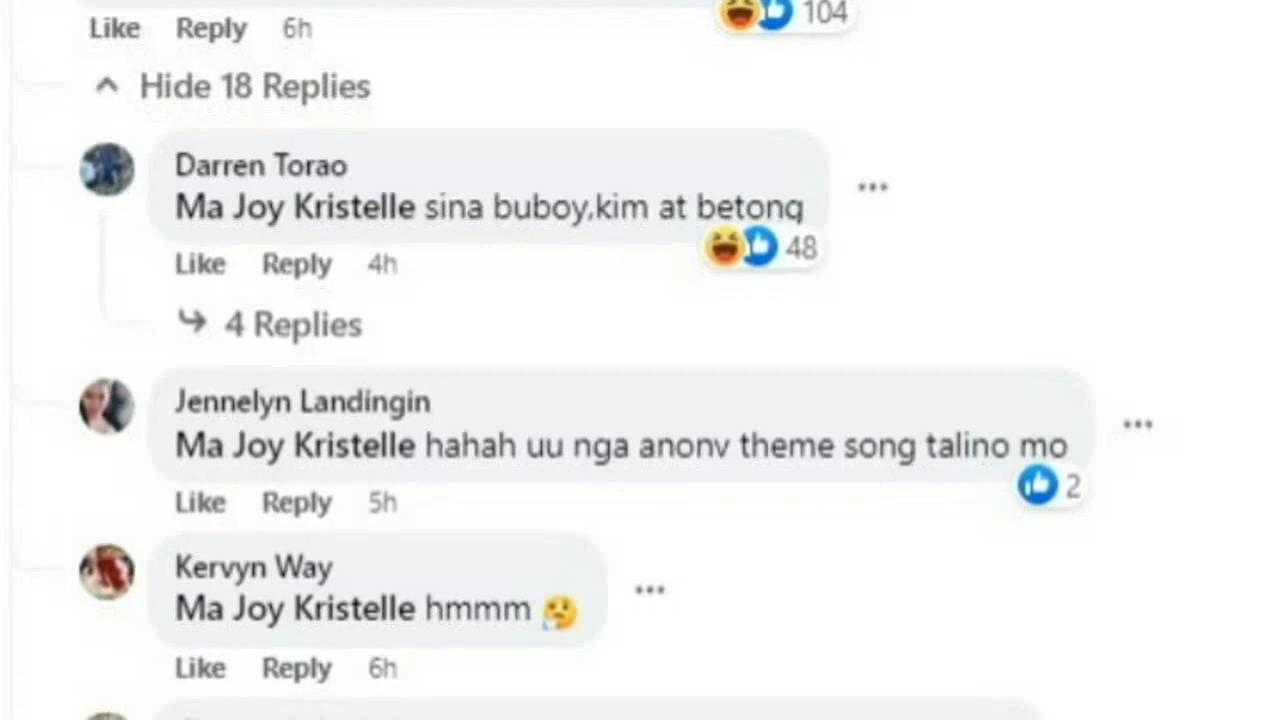 Like Reply 6h 104
Hide 18 Replies
Darren Torao
Ma Joy Kristelle sina buboy,kim at betong
Like Reply 4h 48
4 Replies
Jennelyn Landingin
Ma Joy Kristelle hahah uu nga anony theme song talino mo
Like Reply 5h 2
Kervyn Way
Ma Joy Kristelle hmmm 🤔
Like Reply 6h